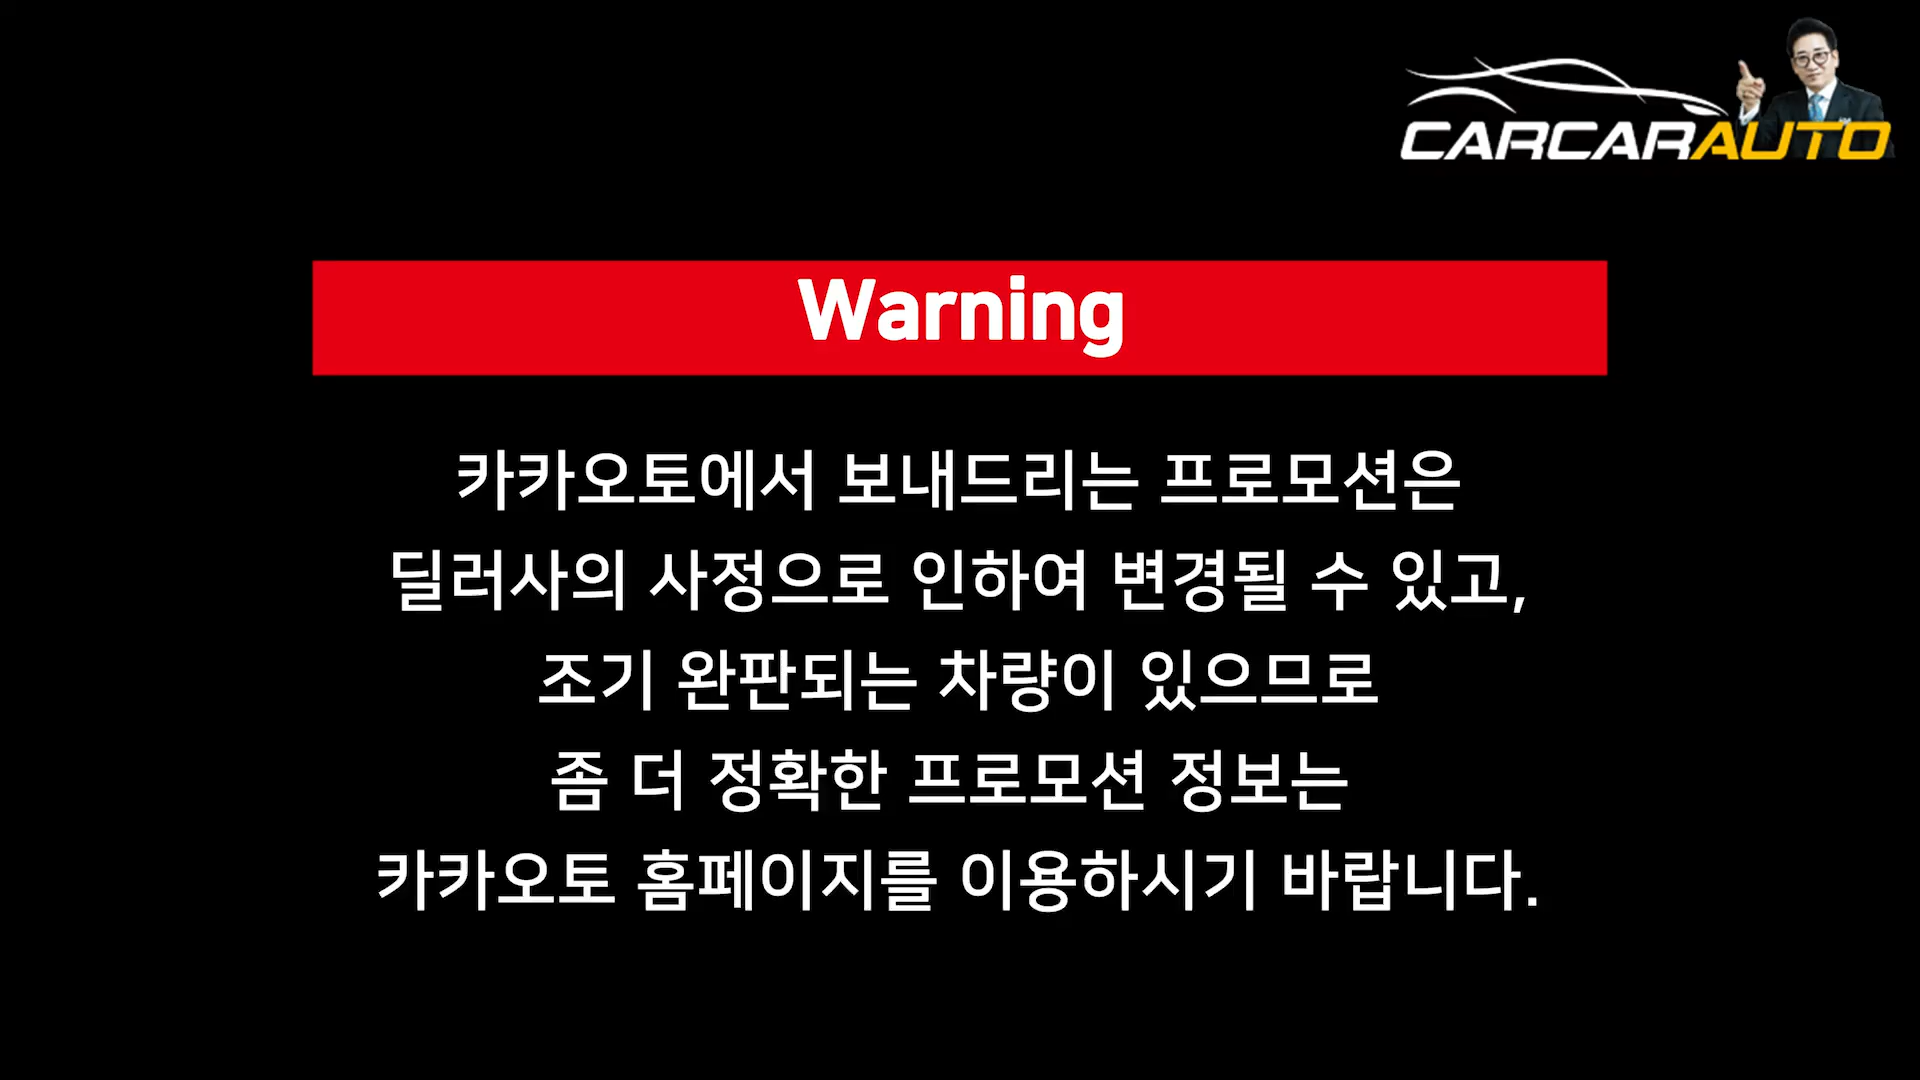 CARCARAUTO
Warning
카카오토에서 보내드리는 프로모션은
딜러사의 사정으로 인하여 변경될 수 있고,
조기 완판되는 차량이 있으므로
좀 더 정확한 프로모션 정보는
카카오토 홈페이지를 이용하시기 바랍니다.